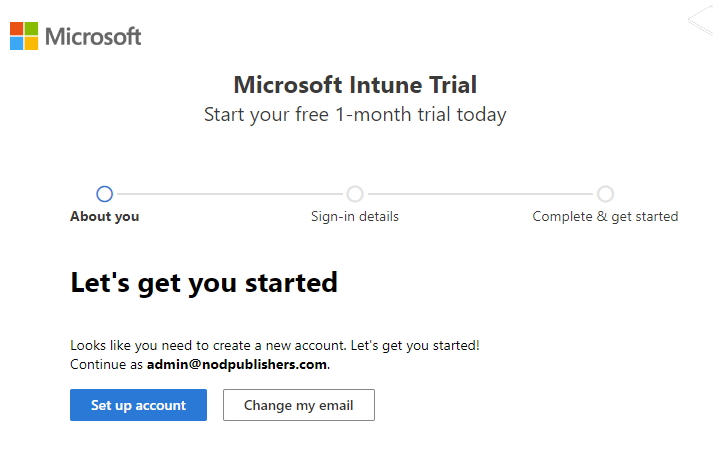 Microsoft
Microsoft Intune Trial
Start your free 1-month trial today
About you
Sign-in details
Complete & get started
Let's get you started
Looks like you need to create a new account. Let's get you started!
Continue as admin@nodpublishers.com.
Set up account
Change my email